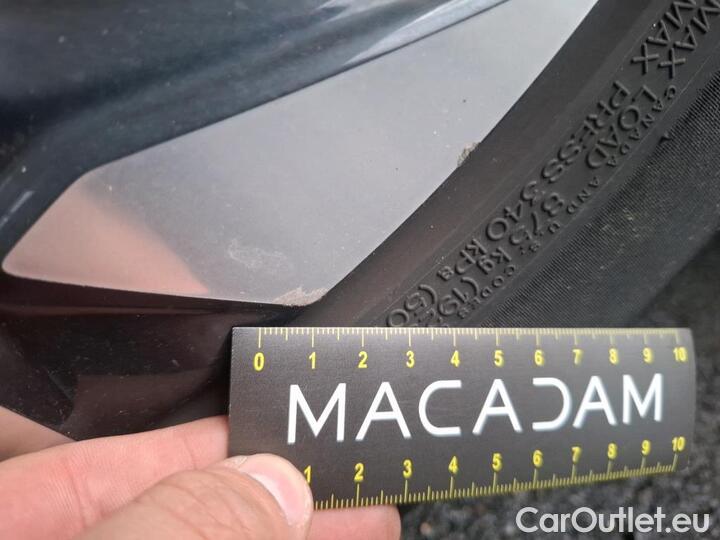 MAX
MAX LOAD 875 kg (19
PRESS 340 kPa (50
CANADA AND U.S. CODES
0 1 2 3 4 5 6 7 8 9 10
MACADAM
1 2 3 4 5 6 7 8 9 10
CarOutlet.eu